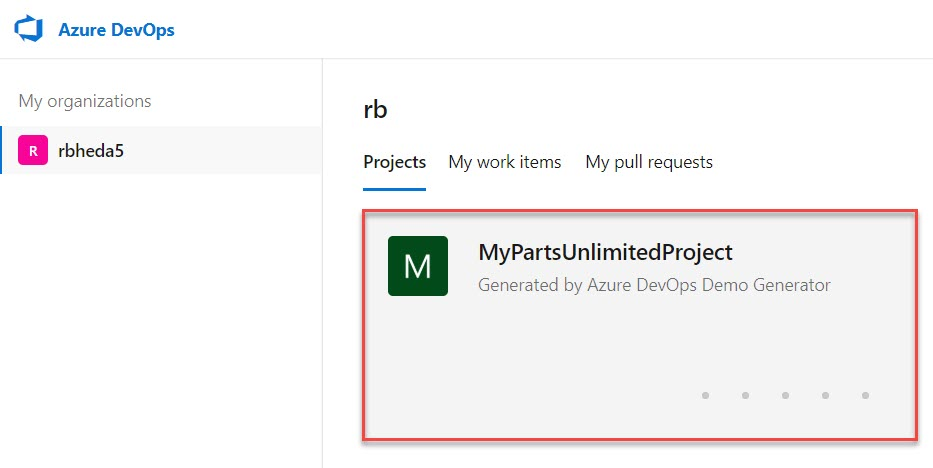 Azure DevOps
My organizations
R rbheda5
rb
Projects My work items My pull requests
M MyPartsUnlimitedProject
Generated by Azure DevOps Demo Generator